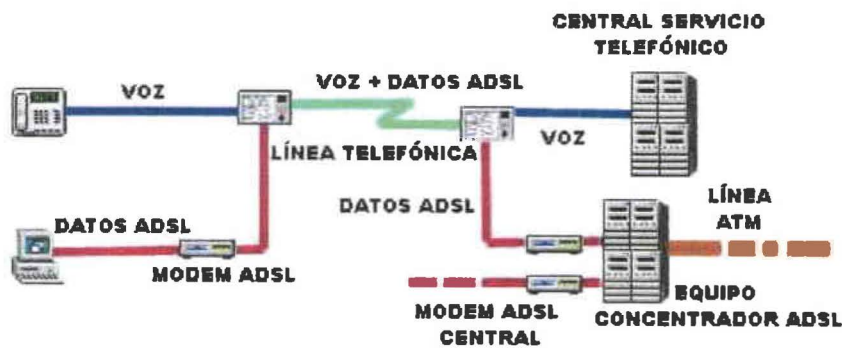 CENTRAL SERVICIO
TELEFÓNICO
VOZ
VOZ + DATOS ADSL
VOZ
LÍNEA TELEFÓNICA
DATOS ADSL
LÍNEA
ATM
DATOS ADSL
MODEM ADSL
MODEM ADSL
CENTRAL
EQUIPO
CONCENTRADOR ADSL